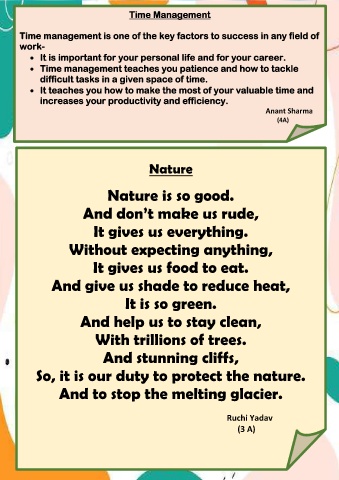 Time Management
Time management is one of the key factors to success in any field of
work-
• It is important for your personal life and for your career.
• Time management teaches you patience and how to tackle
difficult tasks in a given space of time.
• It teaches you how to make the most of your valuable time and
increases your productivity and efficiency.
Anant Sharma
(4A)
Nature
Nature is so good.
And don't make us rude,
It gives us everything.
Without expecting anything,
It gives us food to eat.
And give us shade to reduce heat,
It is so green.
And help us to stay clean,
With trillions of trees.
And stunning cliffs,
So, it is our duty to protect the nature.
And to stop the melting glacier.
Ruchi Yadav
(3 A)